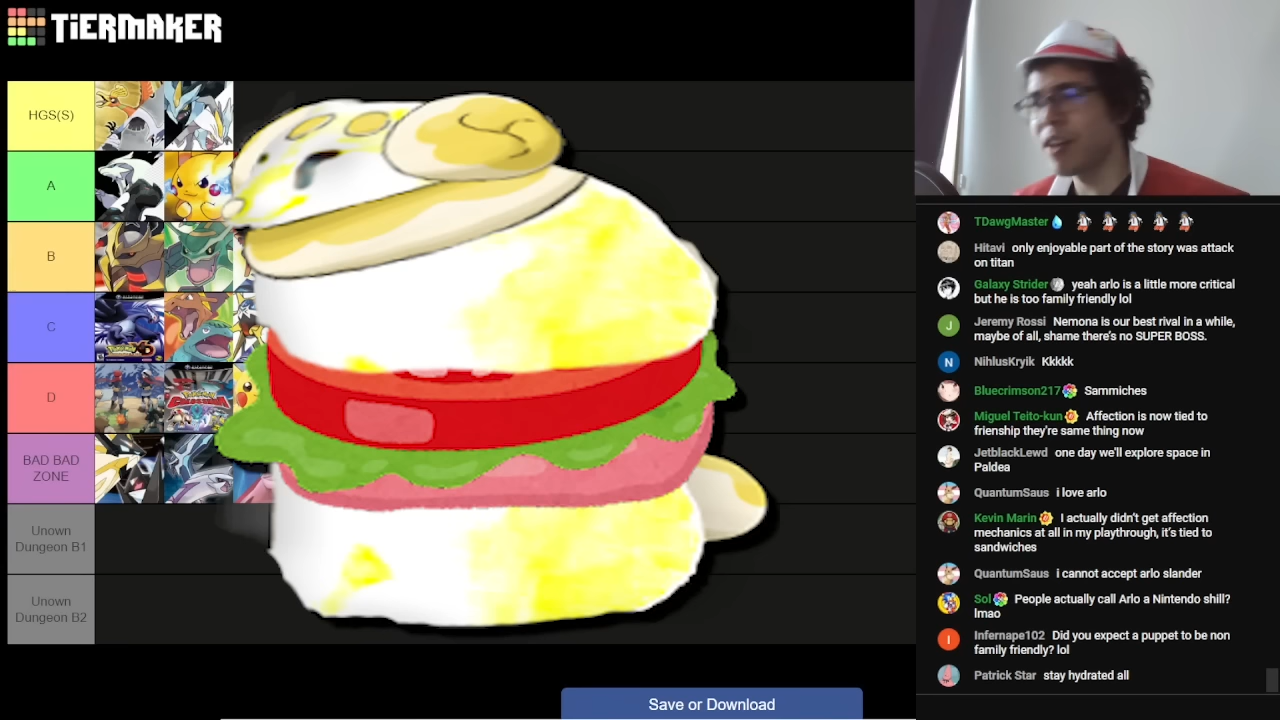 TiERMAKER
HGS(S)
A
B
C
D
BAD BAD
ZONE
Unown
Dungeon B1
Unown
Dungeon B2
Save or Download
TDawgMaster
Hitavi only enjoyable part of the story was attack
on titan
Galaxy Strider yeah arlo is a little more critical
but he is too family friendly lol
J Jeremy Rossi Nemona is our best rival in a while,
maybe of all, shame there's no SUPER BOSS.
N NihlusKryik Kkkkk
Bluecrimson217 Sammiches
Miguel Teito-kun Affection is now tied to
frienship they're same thing now
JetblackLewd one day we'll explore space in
Paldea
QuantumSaus i love arlo
Kevin Marin I actually didn't get affection
mechanics at all in my playthrough, it's tied to
sandwiches
QuantumSaus i cannot accept arlo slander
Sol People actually call Arlo a Nintendo shill?
lmao
I Infernape102 Did you expect a puppet to be non
family friendly? lol
Patrick Star stay hydrated all